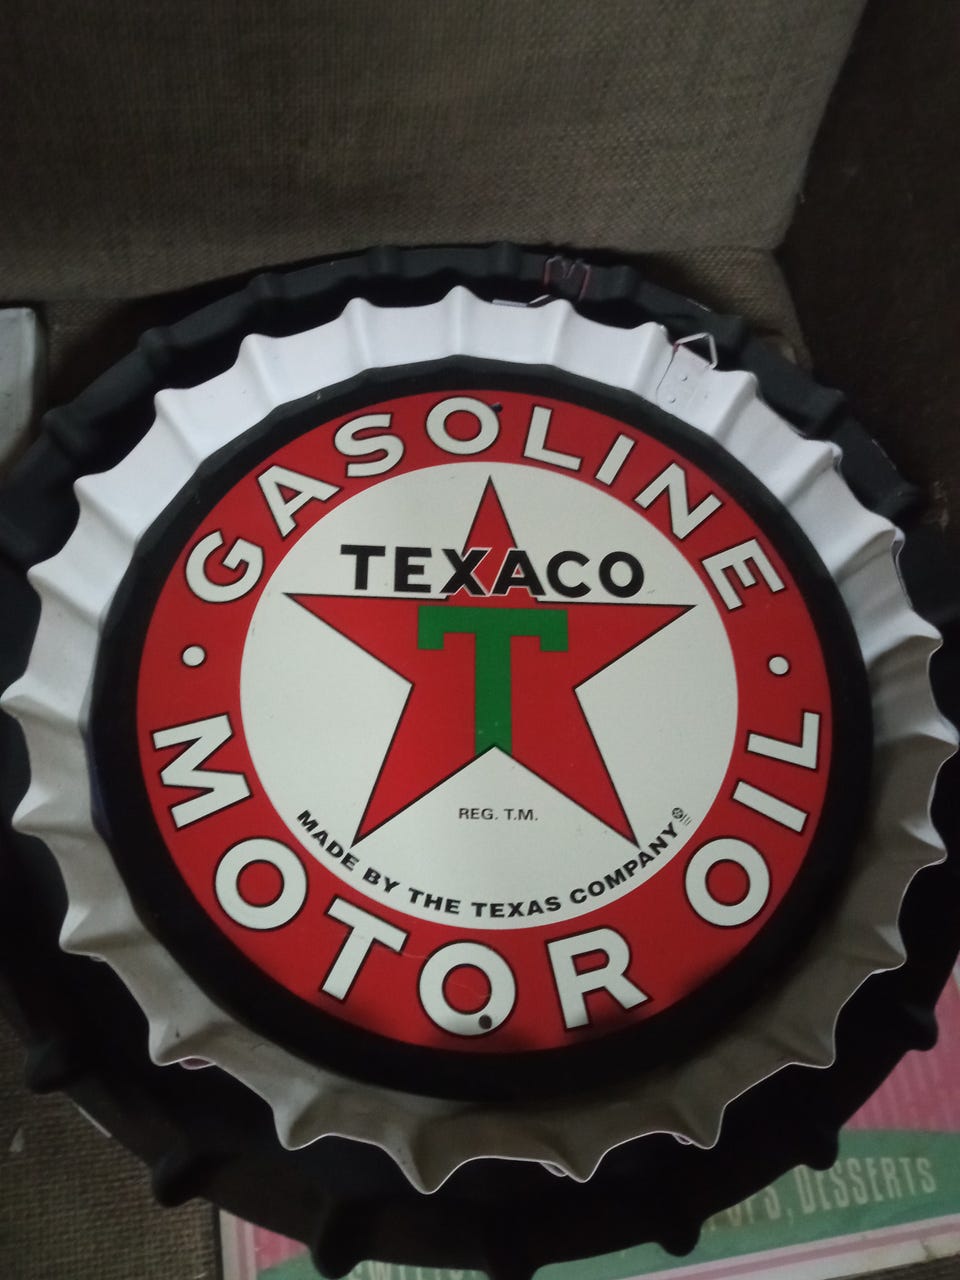 GASOLINE
TEXACO
T
REG. T.M.
MADE BY THE TEXAS COMPANY
MOTOR OIL
DESSERTS